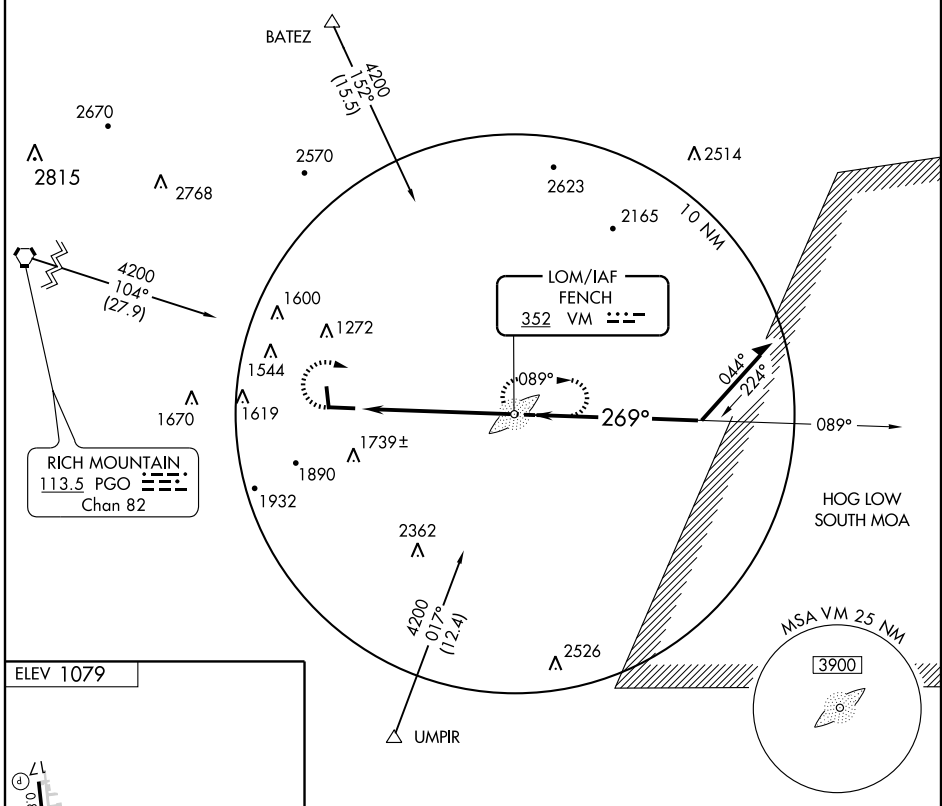 BATEZ
4200
152°
(15.5)
2670
2815
2768
2570
2623
2514
2165
10 NM
4200
104°
(27.9)
LOM/IAF
FENCH
352 VM
1600
1272
1544
1670
1619
089°
044°
224°
269°
089°
1739±
1890
1932
RICH MOUNTAIN
113.5 PGO
Chan 82
HOG LOW
SOUTH MOA
2362
4200
017°
(12.4)
2526
UMPIR
MSA VM 25 NM
3900
ELEV 1079
17
P